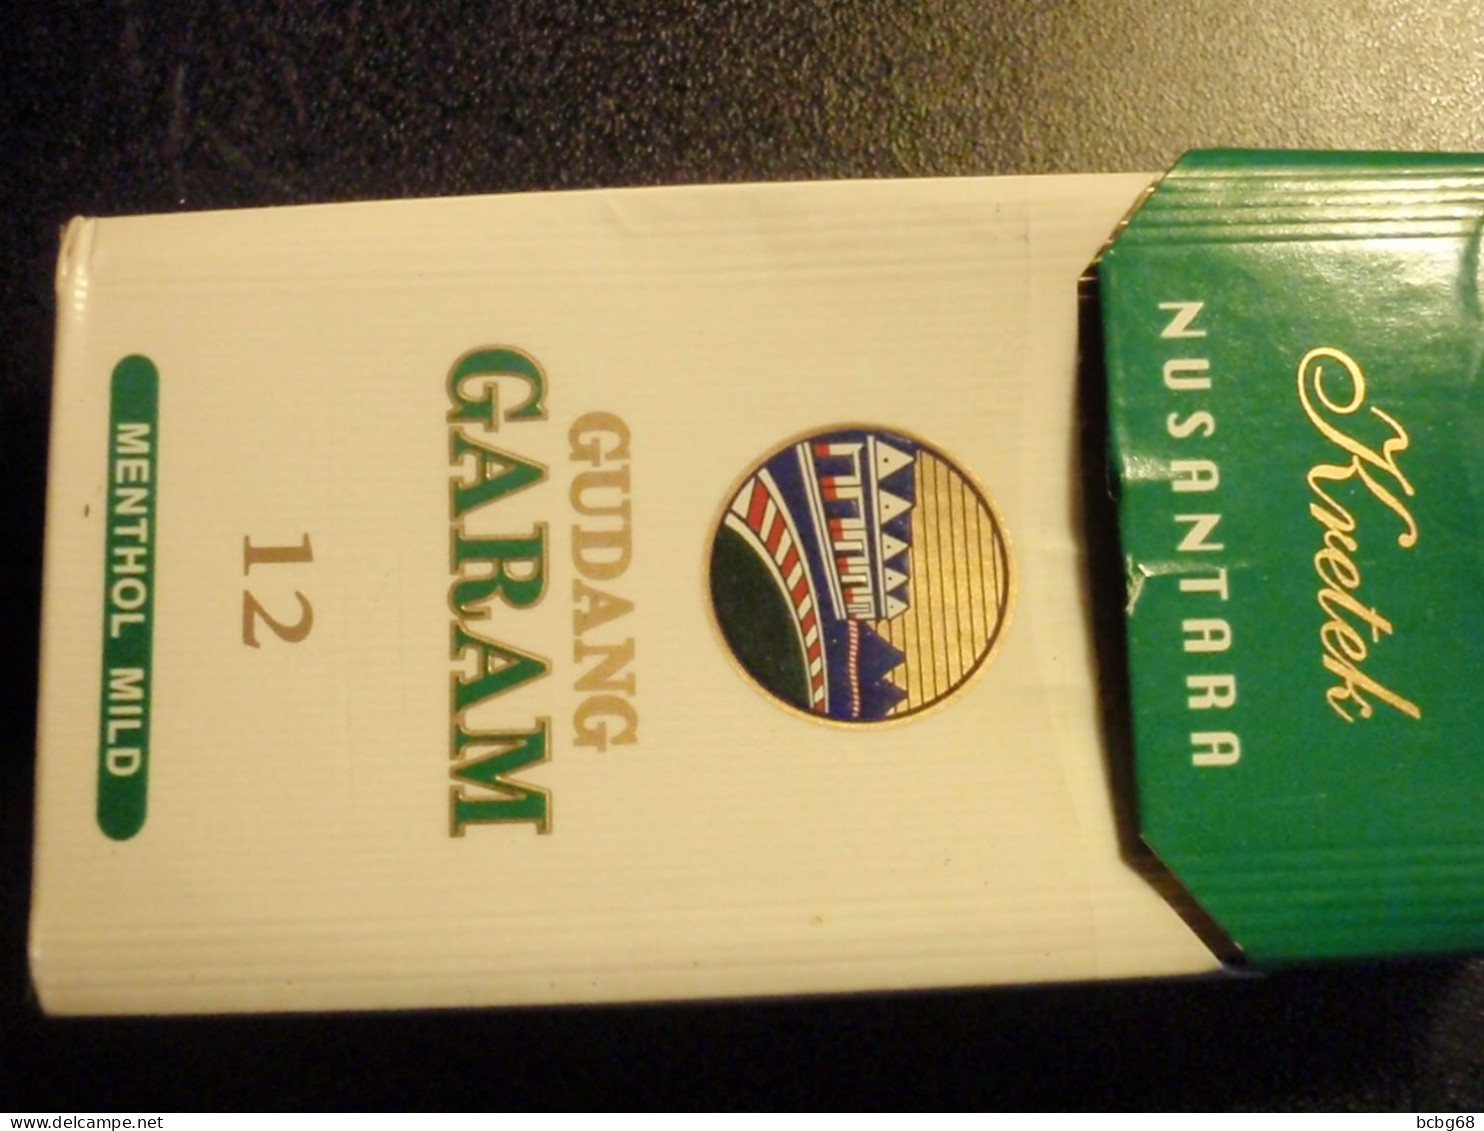 Kretek
NUSANTARA
GUDANG
GARAM
12
MENTHOL MILD
www.delcampe.net
bcbg68